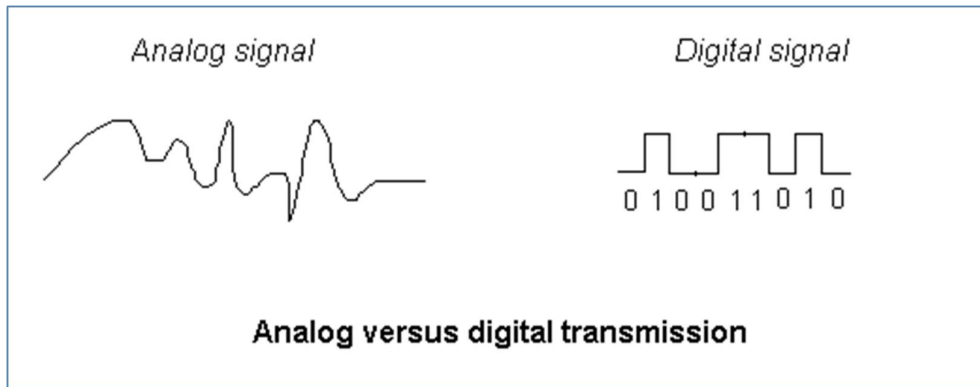 Analog signal
Digital signal
0 1 0 0 1 1 0 1 0
Analog versus digital transmission